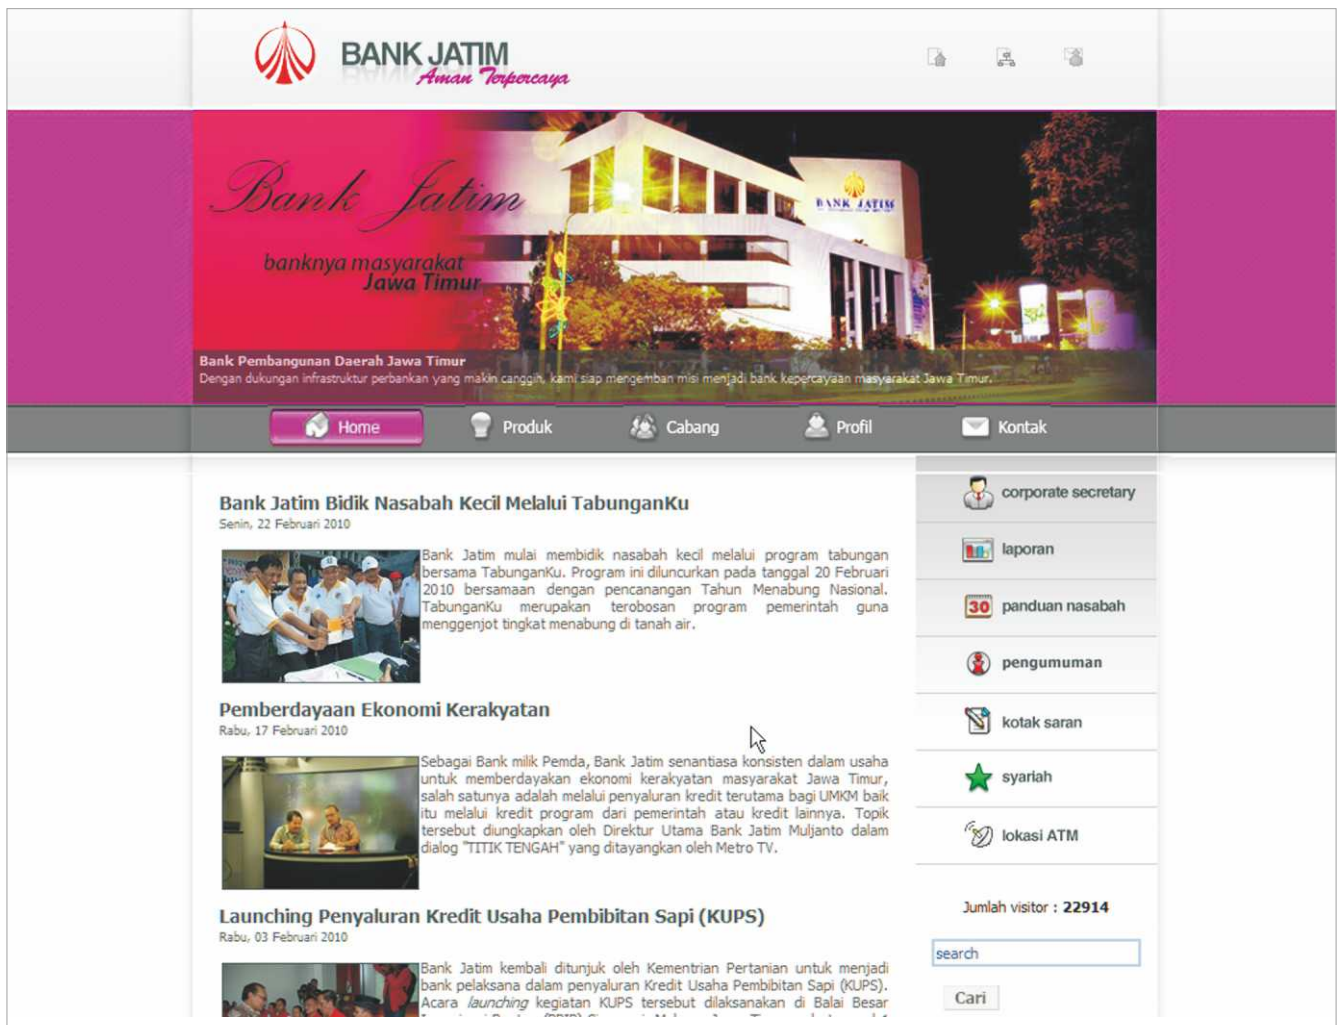 BANK JATIM
Aman Terpercaya
Bank Jatim
banknya masyarakat
Jawa Timur
BANK JATIM
Bank Pembangunan Daerah Jawa Timur
Dengan dukungan infrastruktur perbankan yang makin canggih, kami siap mengemban misi menjadi bank kepercayaan masyarakat Jawa Timur.
Home Produk Cabang Profil Kontak
Bank Jatim Bidik Nasabah Kecil Melalui TabunganKu
Senin, 22 Februari 2010
Bank Jatim mulai membidik nasabah kecil melalui program tabungan
bersama TabunganKu. Program ini diluncurkan pada tanggal 20 Februari
2010 bersamaan dengan pencanangan Tahun Menabung Nasional.
TabunganKu merupakan terobosan program pemerintah guna
menggenjot tingkat menabung di tanah air.
Pemberdayaan Ekonomi Kerakyatan
Rabu, 17 Februari 2010
Sebagai Bank milik Pemda, Bank Jatim senantiasa konsisten dalam usaha
untuk memberdayakan ekonomi kerakyatan masyarakat Jawa Timur,
salah satunya adalah melalui penyaluran kredit terutama bagi UMKM baik
itu melalui kredit program dari pemerintah atau kredit lainnya. Topik
tersebut diungkapkan oleh Direktur Utama Bank Jatim Muljanto dalam
dialog "TITIK TENGAH" yang ditayangkan oleh Metro TV.
Launching Penyaluran Kredit Usaha Pembibitan Sapi (KUPS)
Rabu, 03 Februari 2010
Bank Jatim kembali ditunjuk oleh Kementrian Pertanian untuk menjadi
bank pelaksana dalam penyaluran Kredit Usaha Pembibitan Sapi (KUPS).
Acara launching kegiatan KUPS tersebut dilaksanakan di Balai Besar
corporate secretary
laporan
30 panduan nasabah
pengumuman
kotak saran
syariah
lokasi ATM
Jumlah visitor : 22914
search
Cari